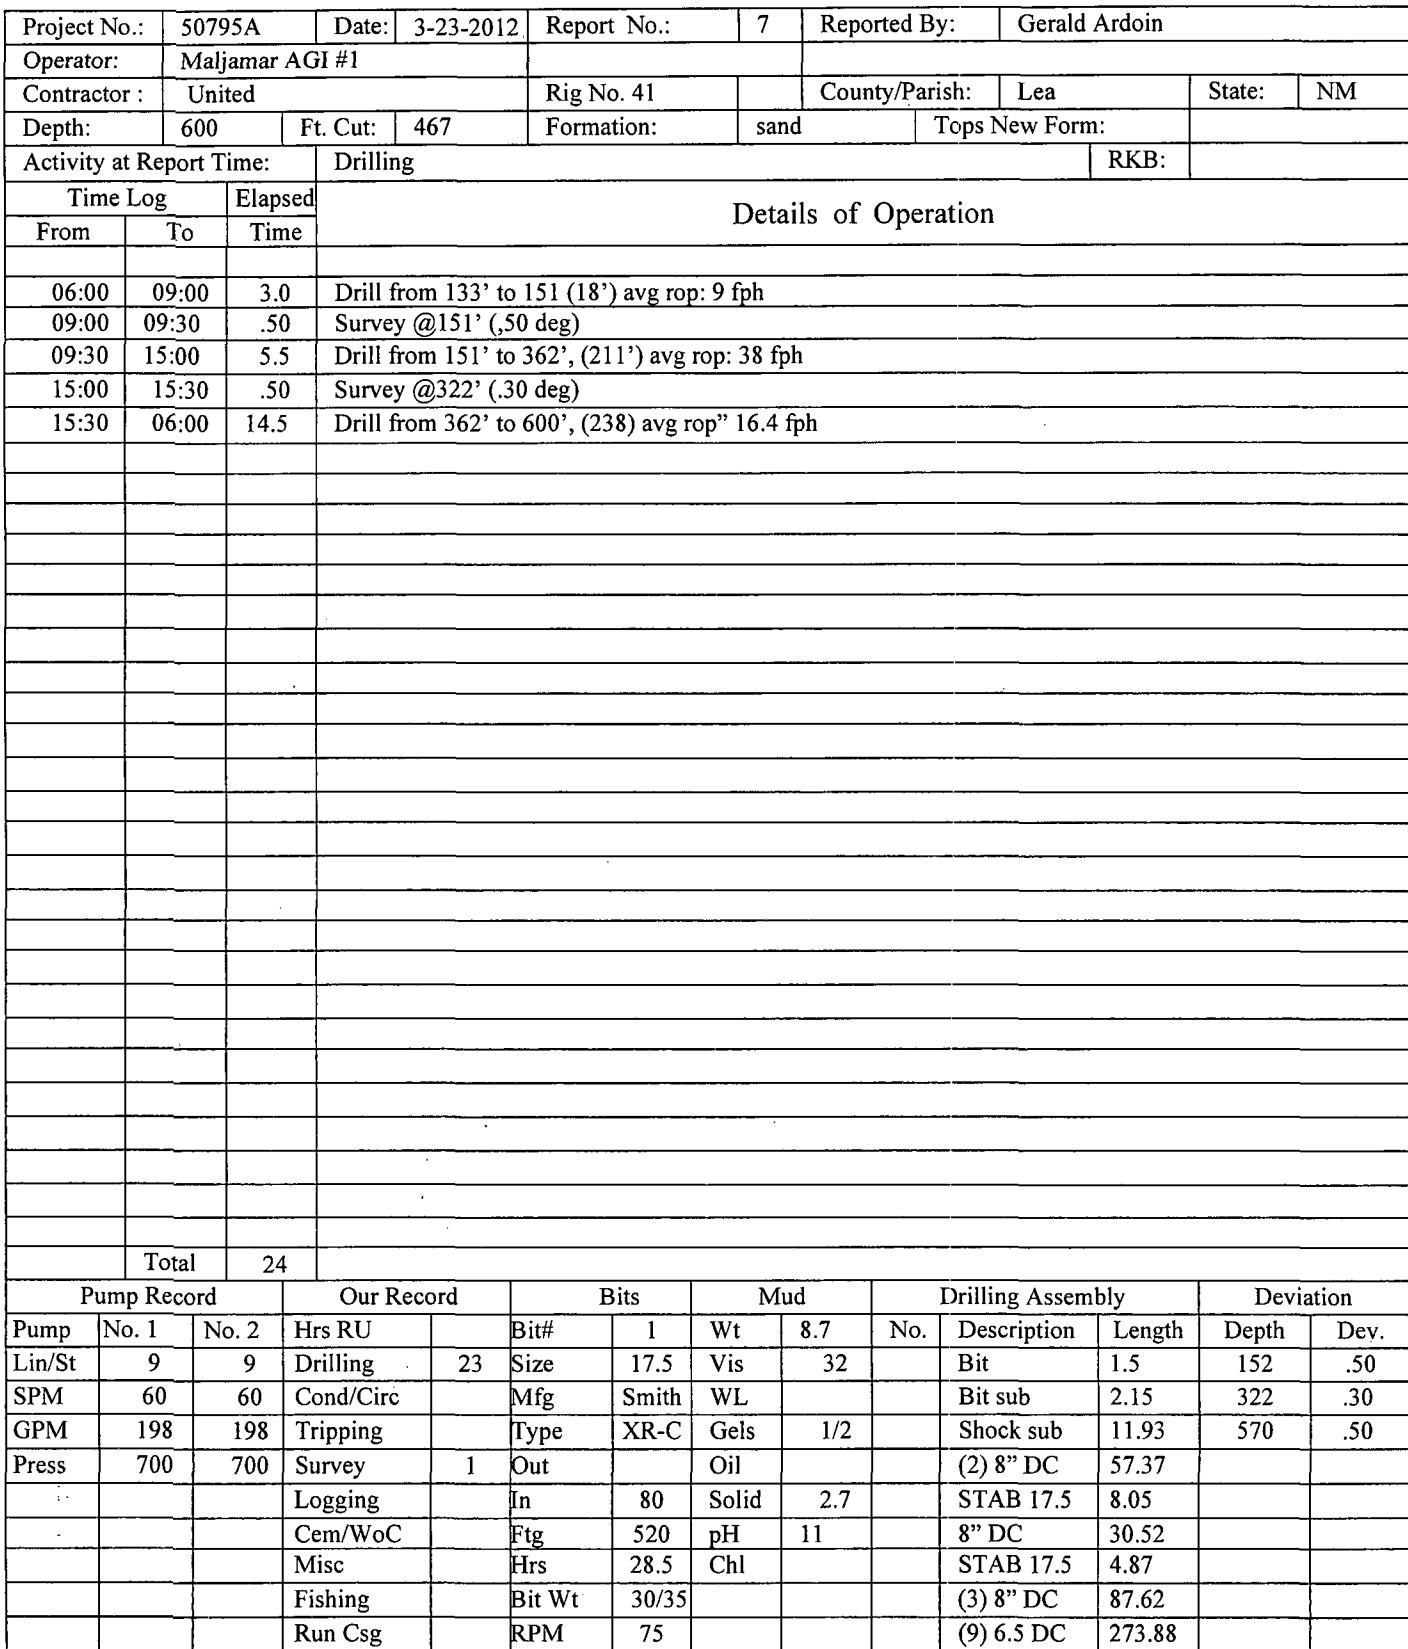 Project No.: 50795A Date: 3-23-2012 Report No.: 7 Reported By: Gerald Ardoin
Operator: Maljamar AGI #1
Contractor : United Rig No. 41 County/Parish: Lea State: NM
Depth: 600 Ft. Cut: 467 Formation: sand Tops New Form:
Activity at Report Time: Drilling RKB:
Time Log Elapsed Details of Operation
From To Time
06:00 09:00 3.0 Drill from 133’ to 151 (18’) avg rop: 9 fph
09:00 09:30 .50 Survey @151’ (,50 deg)
09:30 15:00 5.5 Drill from 151’ to 362’, (211’) avg rop: 38 fph
15:00 15:30 .50 Survey @322’ (.30 deg)
15:30 06:00 14.5 Drill from 362’ to 600’, (238) avg rop” 16.4 fph
Total 24
Pump Record Our Record Bits Mud Drilling Assembly Deviation
Pump No. 1 No. 2 Hrs RU Bit# 1 Wt 8.7 No. Description Length Depth Dev.
Lin/St 9 9 Drilling 23 Size 17.5 Vis 32 Bit 1.5 152 .50
SPM 60 60 Cond/Circ Mfg Smith WL Bit sub 2.15 322 .30
GPM 198 198 Tripping Type XR-C Gels 1/2 Shock sub 11.93 570 .50
Press 700 700 Survey 1 Out Oil (2) 8” DC 57.37
Logging In 80 Solid 2.7 STAB 17.5 8.05
Cem/WoC Ftg 520 pH 11 8” DC 30.52
Misc Hrs 28.5 Chl STAB 17.5 4.87
Fishing Bit Wt 30/35 (3) 8” DC 87.62
Run Csg RPM 75 (9) 6.5 DC 273.88